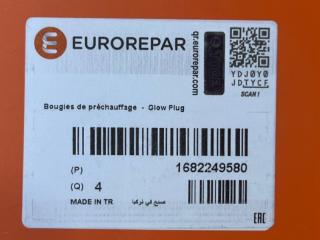 EUROREPAR
qr.eurorepar.com
YDJ0Y0
JDTYCF
SCAN !
Bougies de préchauffage - Glow Plug
(P) 1682249580
(Q) 4
MADE IN TR صنع في تركيا
EAC